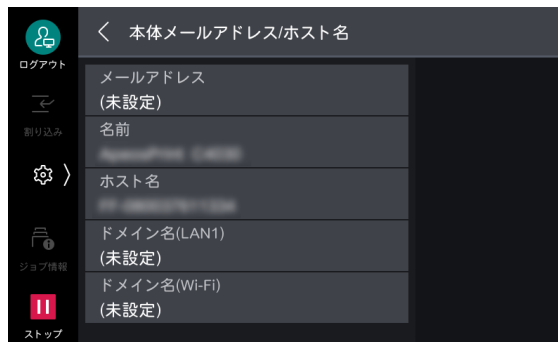 本体メールアドレス/ホスト名
ログアウト
メールアドレス
(未設定)
割り込み
名前
ホスト名
ドメイン名(LAN1)
(未設定)
ジョブ情報
ドメイン名(Wi-Fi)
(未設定)
ストップ